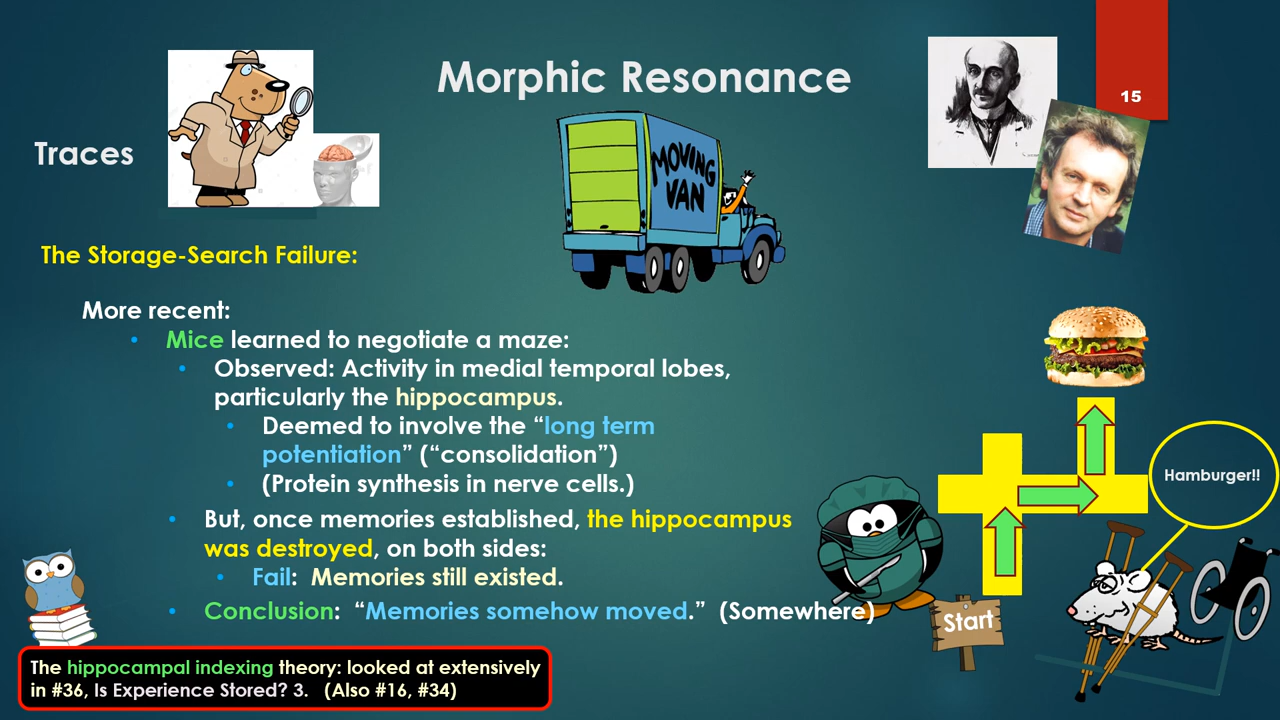 Morphic Resonance
15
Traces
MOVING
VAN
The Storage-Search Failure:
More recent:
• Mice learned to negotiate a maze:
• Observed: Activity in medial temporal lobes,
particularly the hippocampus.
• Deemed to involve the “long term
potentiation” (“consolidation”)
• (Protein synthesis in nerve cells.)
• But, once memories established, the hippocampus
was destroyed, on both sides:
• Fail: Memories still existed.
• Conclusion: “Memories somehow moved.” (Somewhere)
Hamburger!!
Start
The hippocampal indexing theory: looked at extensively
in #36, Is Experience Stored? 3. (Also #16, #34)